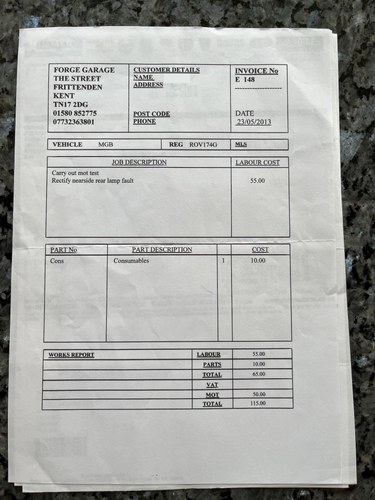 FORGE GARAGE
THE STREET
FRITTENDEN
KENT
TN17 2DG
01580 852775
07732363801
CUSTOMER DETAILS
NAME
ADDRESS
POST CODE
PHONE
INVOICE No
E 148
DATE
23/05/2013
VEHICLE MGB REG ROV174G MLS
JOB DESCRIPTION LABOUR COST
Carry out mot test
Rectify nearside rear lamp fault 55.00
PART No PART DESCRIPTION COST
Cons Consumables 1 10.00
WORKS REPORT LABOUR 55.00
PARTS 10.00
TOTAL 65.00
VAT
MOT 50.00
TOTAL 115.00